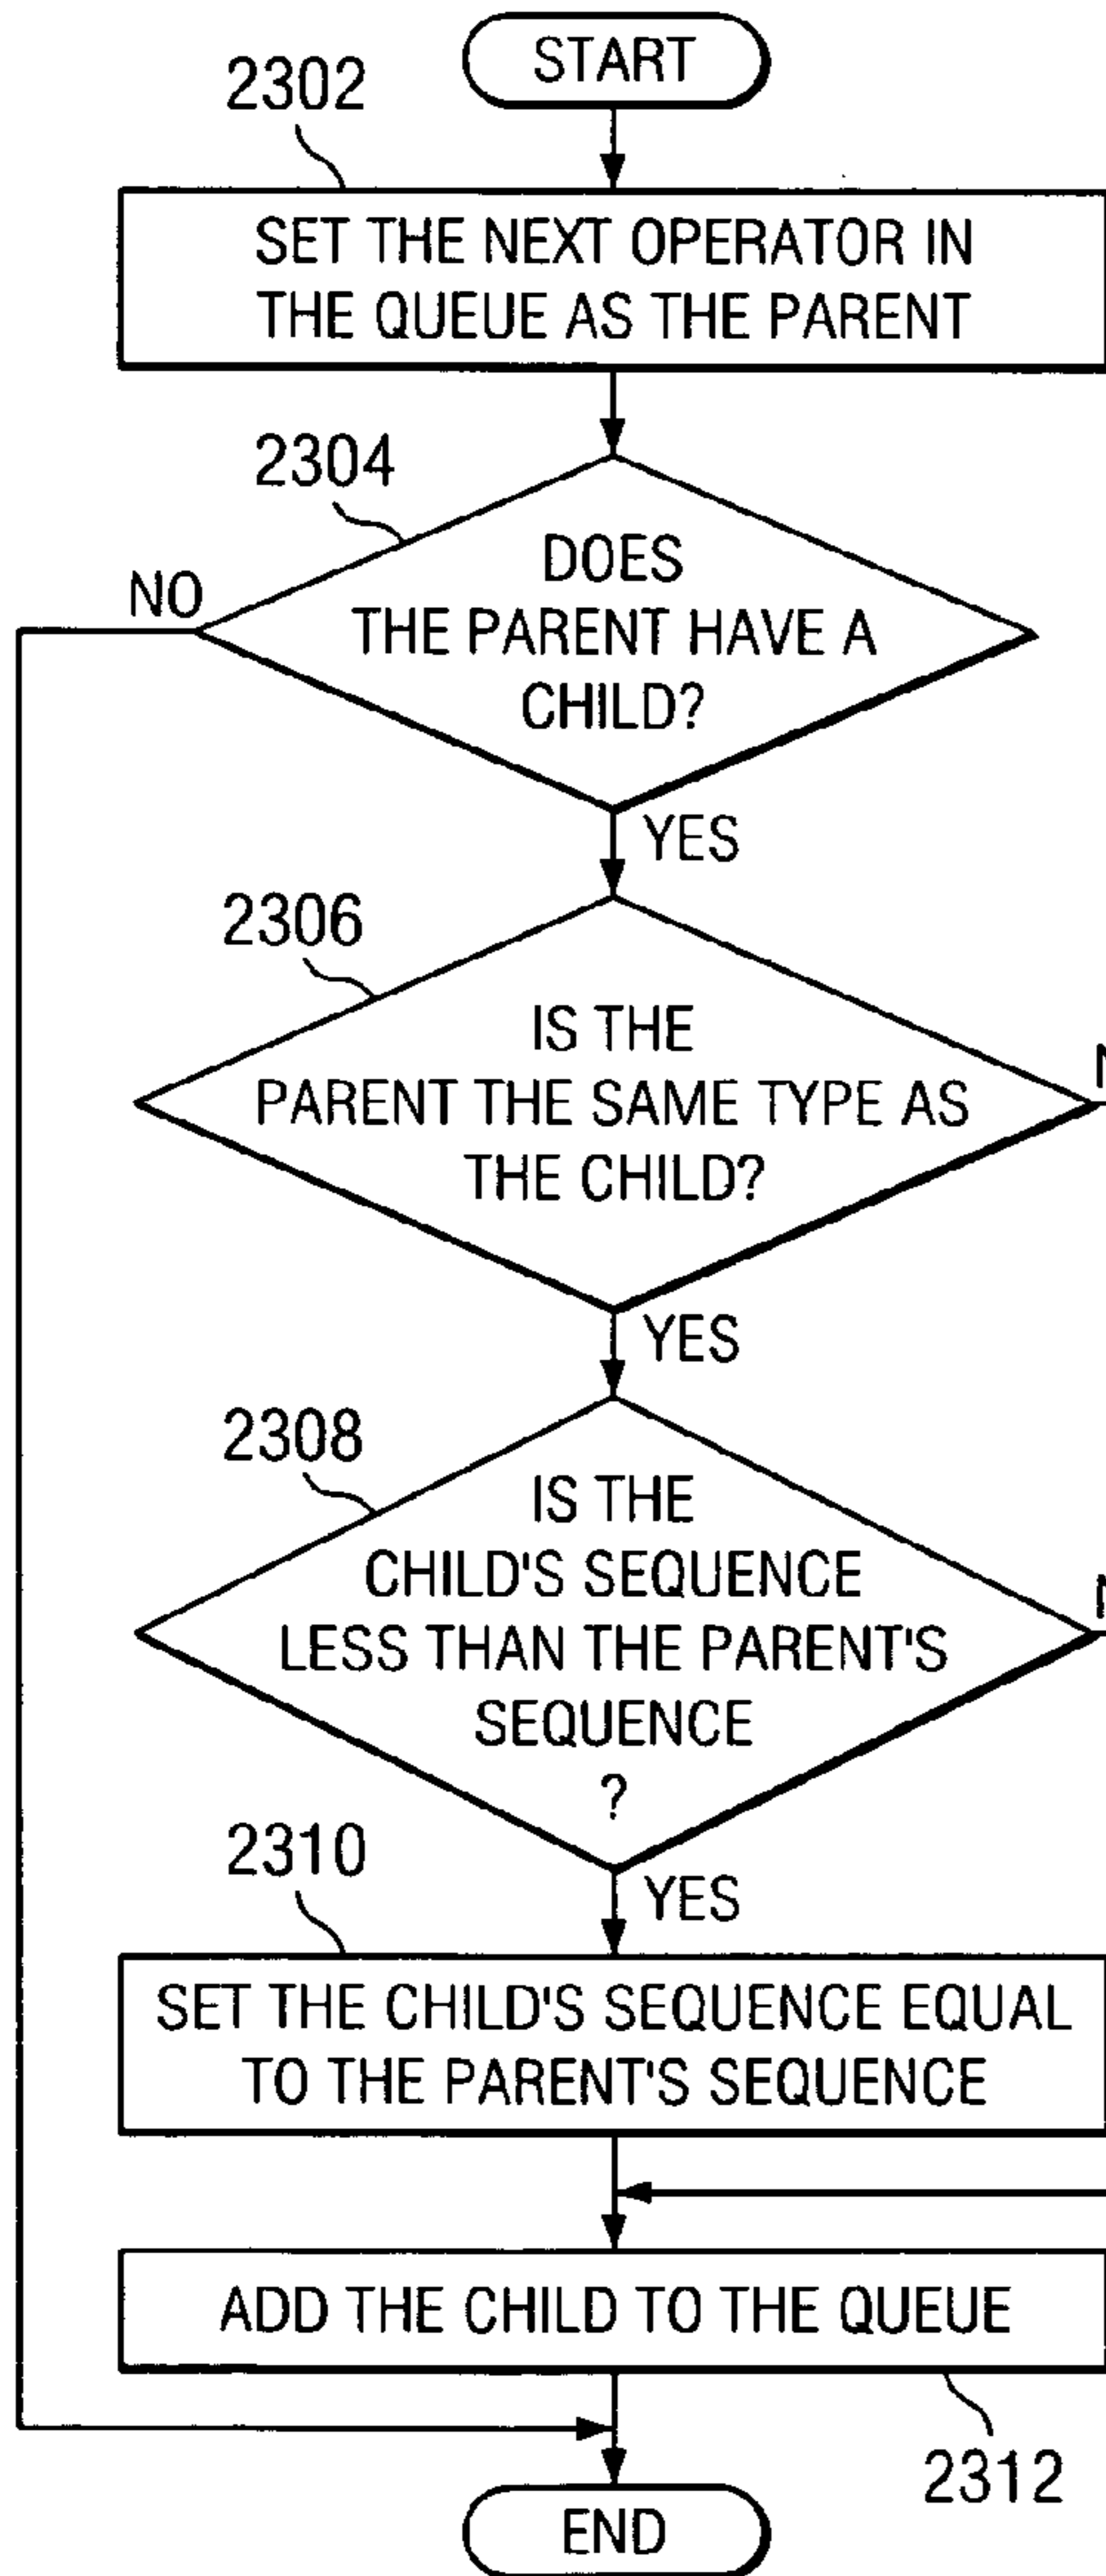 START
2302
SET THE NEXT OPERATOR IN
THE QUEUE AS THE PARENT
2304
DOES
THE PARENT HAVE A
CHILD?
NO
YES
2306
IS THE
PARENT THE SAME TYPE AS
THE CHILD?
YES
2308
IS THE
CHILD'S SEQUENCE
LESS THAN THE PARENT'S
SEQUENCE
?
YES
2310
SET THE CHILD'S SEQUENCE EQUAL
TO THE PARENT'S SEQUENCE
ADD THE CHILD TO THE QUEUE
2312
END